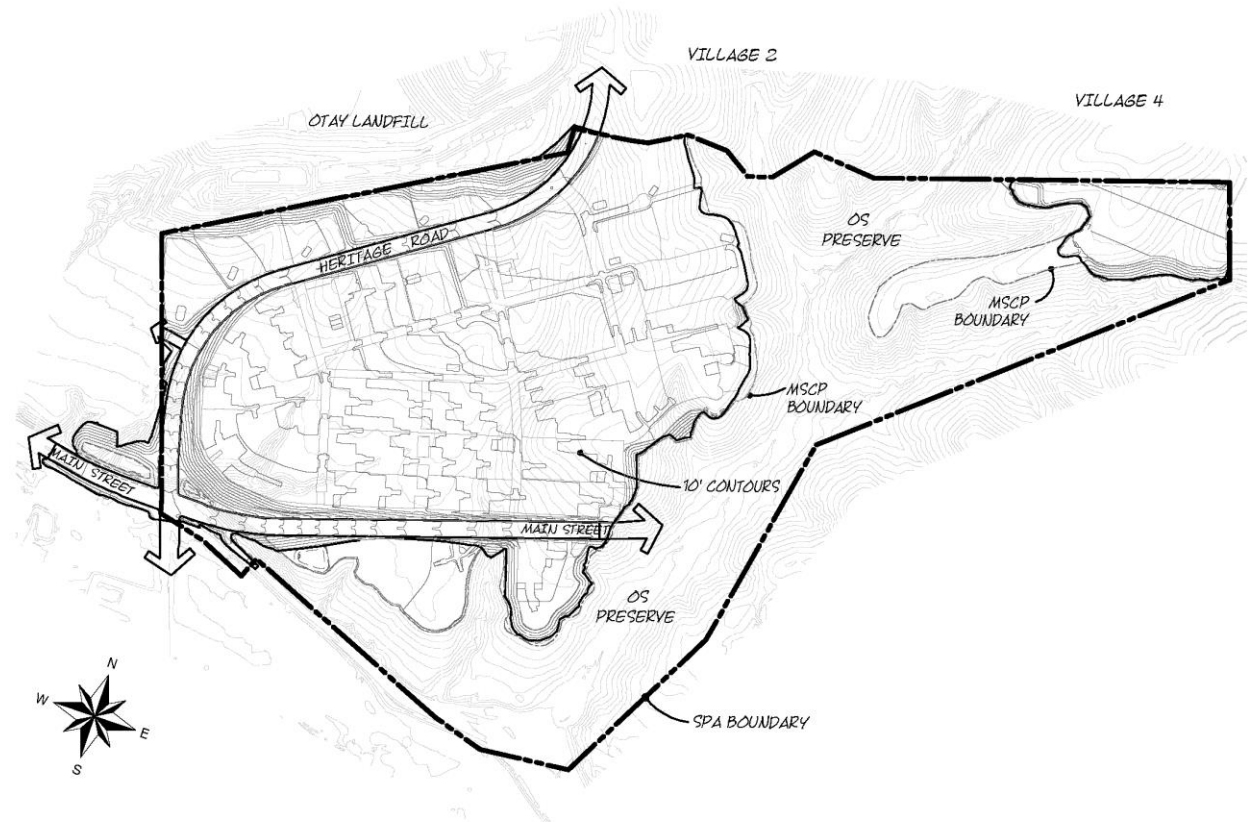 VILLAGE 2
VILLAGE 4
OTAY LANDFILL
OS
PRESERVE
HERITAGE ROAD
MSCP
BOUNDARY
MSCP
BOUNDARY
MAIN STREET
10' CONTOURS
MAIN STREET
OS
PRESERVE
N
W
E
S
SPA BOUNDARY